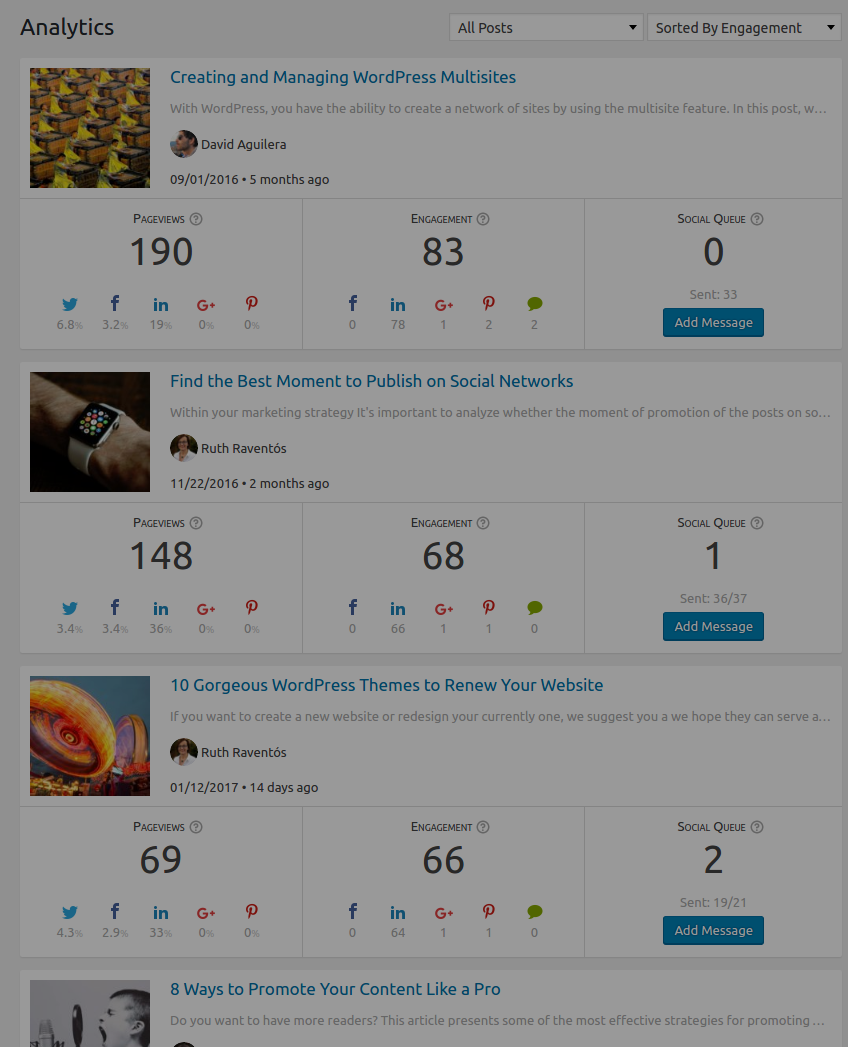 Analytics
All Posts
Sorted By Engagement
Creating and Managing WordPress Multisites
With WordPress, you have the ability to create a network of sites by using the multisite feature. In this post, w…
David Aguilera
09/01/2016 • 5 months ago
Pageviews ?
Engagement ?
Social Queue ?
190
83
0
Sent: 33
f in G+
f in G+
6.8% 3.2% 19% 0% 0%
0 78 1 2 2
Add Message
Find the Best Moment to Publish on Social Networks
Within your marketing strategy It's important to analyze whether the moment of promotion of the posts on so…
Ruth Raventós
11/22/2016 • 2 months ago
Pageviews ?
Engagement ?
Social Queue ?
148
68
1
Sent: 36/37
f in G+
f in G+
3.4% 3.4% 36% 0% 0%
0 66 1 1 0
Add Message
10 Gorgeous WordPress Themes to Renew Your Website
If you want to create a new website or redesign your currently one, we suggest you a we hope they can serve a…
Ruth Raventós
01/12/2017 • 14 days ago
Pageviews ?
Engagement ?
Social Queue ?
69
66
2
Sent: 19/21
f in G+
f in G+
4.3% 2.9% 33% 0% 0%
0 64 1 1 0
Add Message
8 Ways to Promote Your Content Like a Pro
Do you want to have more readers? This article presents some of the most effective strategies for promoting …